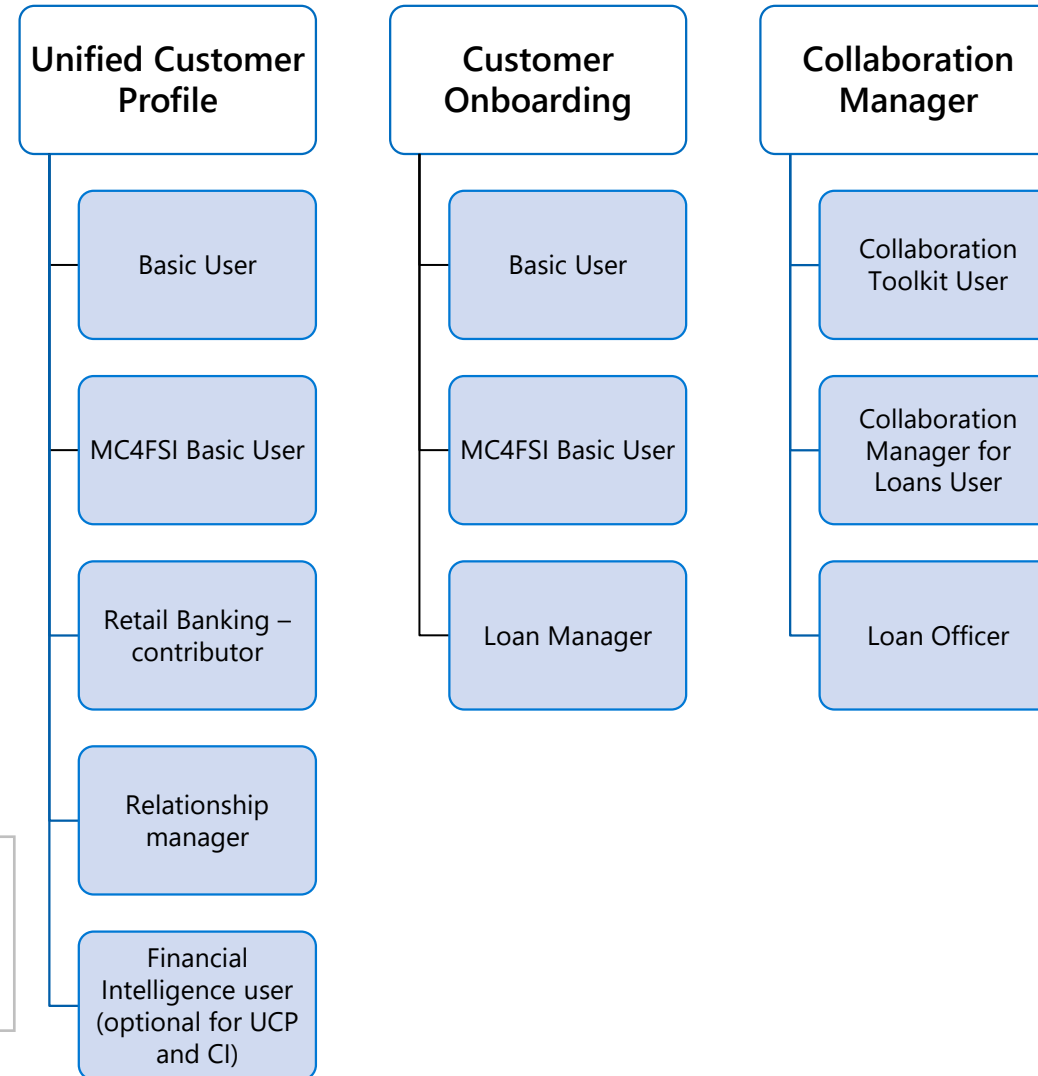 Unified Customer
Profile
Basic User
MC4FSI Basic User
Retail Banking –
contributor
Relationship
manager
Financial
Intelligence user
(optional for UCP
and CI)
Customer
Onboarding
Basic User
MC4FSI Basic User
Loan Manager
Collaboration
Manager
Collaboration
Toolkit User
Collaboration
Manager for
Loans User
Loan Officer